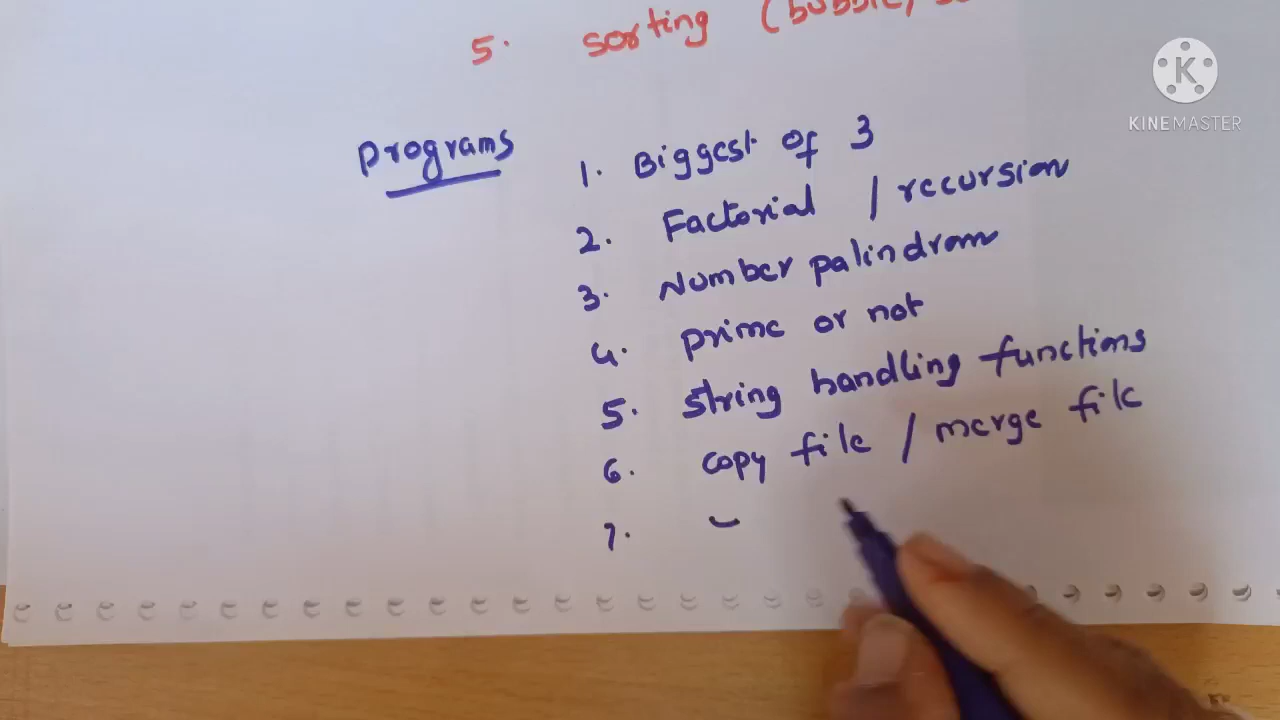 5. sorting (bubble,
KINEMASTER
Programs
1. Biggest of 3
2. Factorial / recursion
3. Number palindrom
4. prime or not
5. string handling functions
6. copy file / merge file
7.